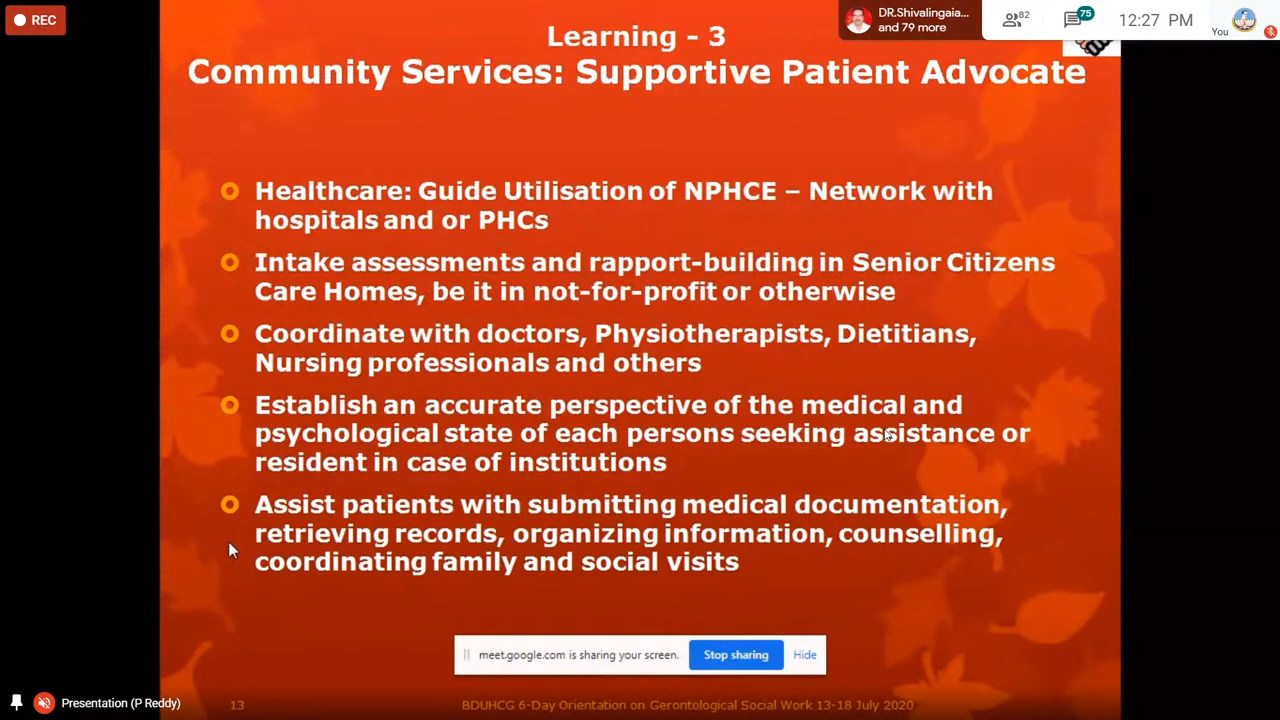 REC
DR.Shivalingaia...
and 79 more
82
75
12:27 PM
You
Learning - 3
Community Services: Supportive Patient Advocate
Healthcare: Guide Utilisation of NPHCE – Network with
hospitals and or PHCs
Intake assessments and rapport-building in Senior Citizens
Care Homes, be it in not-for-profit or otherwise
Coordinate with doctors, Physiotherapists, Dietitians,
Nursing professionals and others
Establish an accurate perspective of the medical and
psychological state of each persons seeking assistance or
resident in case of institutions
Assist patients with submitting medical documentation,
retrieving records, organizing information, counselling,
coordinating family and social visits
meet.google.com is sharing your screen. Stop sharing Hide
Presentation (P Reddy)
13
BDUHCG 6-Day Orientation on Gerontological Social Work 13-18 July 2020